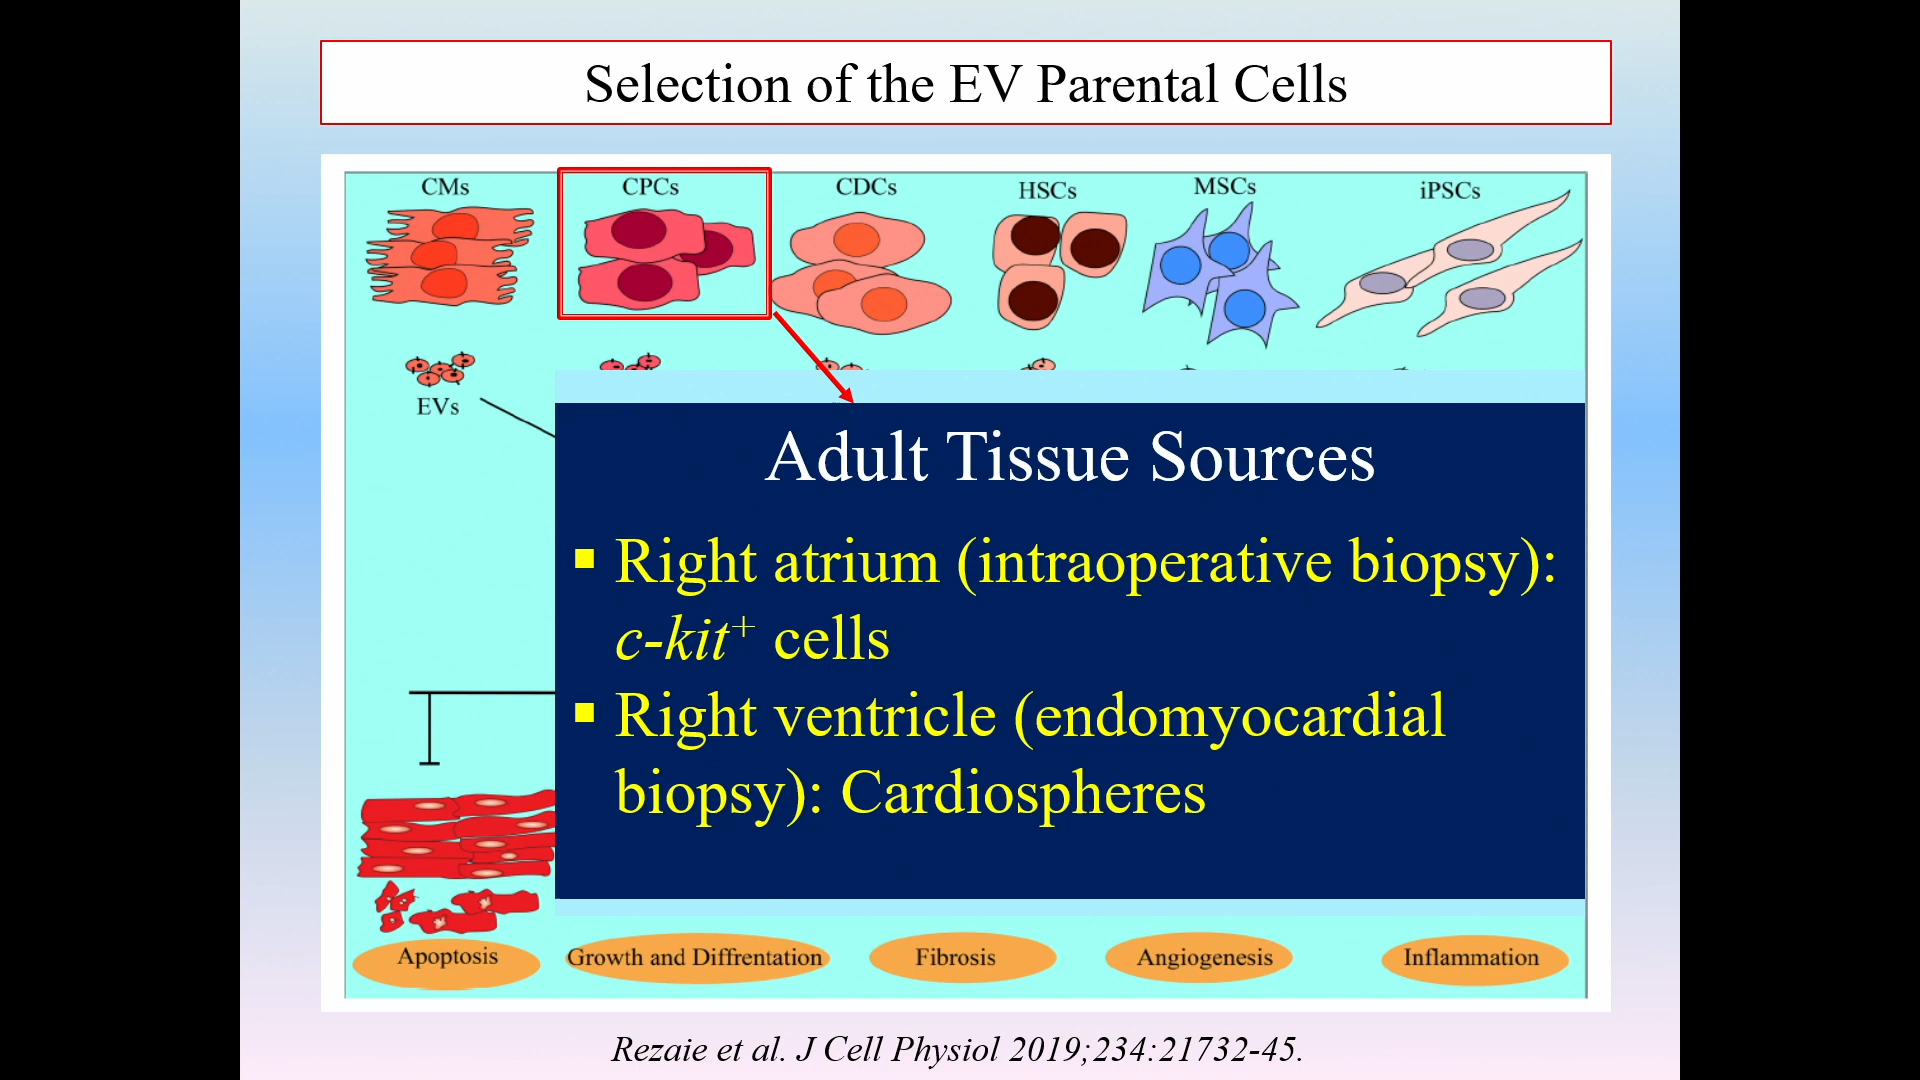 Selection of the EV Parental Cells
CMs CPCs CDCs HSCs MSCs iPSCs
EVs
Adult Tissue Sources
▪ Right atrium (intraoperative biopsy):
c-kit⁺ cells
▪ Right ventricle (endomyocardial
biopsy): Cardiospheres
Apoptosis Growth and Diffrentation Fibrosis Angiogenesis Inflammation
Rezaie et al. J Cell Physiol 2019;234:21732-45.